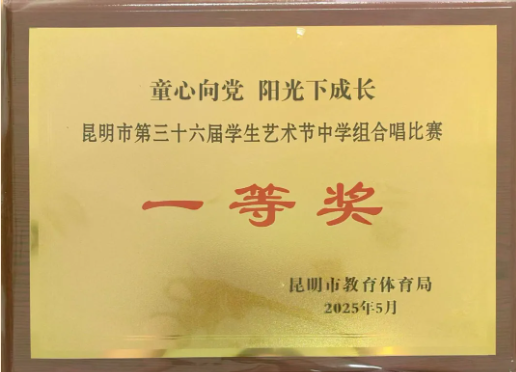 童心向党 阳光下成长
昆明市第三十六届学生艺术节中学组合唱比赛
一等奖
昆明市教育体育局
2025年5月